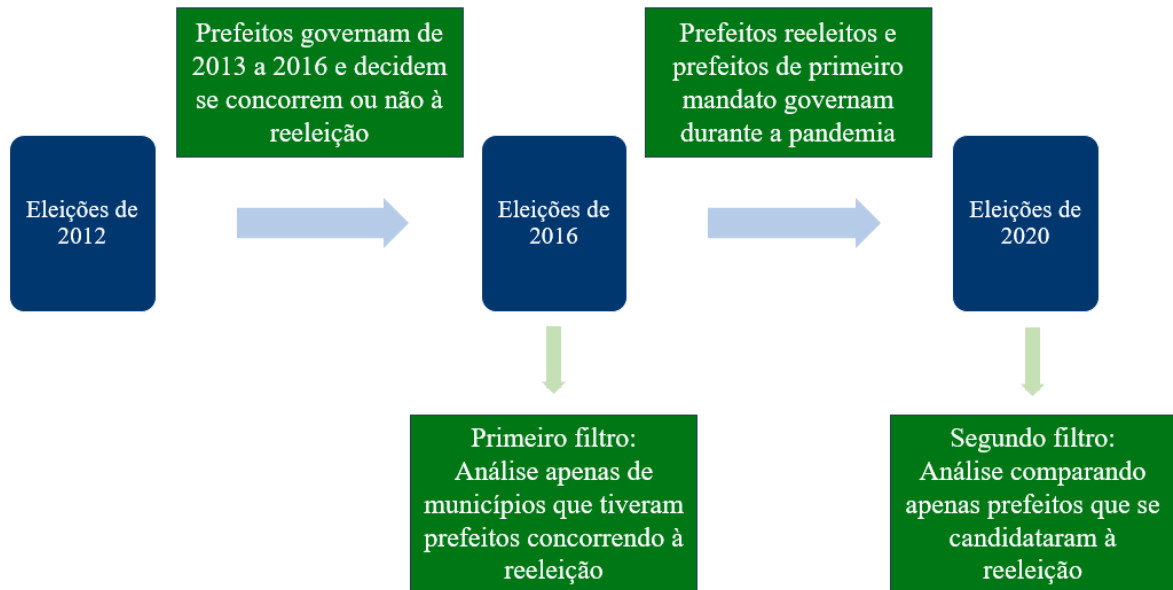 Prefeitos governam de
2013 a 2016 e decidem
se concorrem ou não à
reeleição
Prefeitos reeleitos e
prefeitos de primeiro
mandato governam
durante a pandemia
Eleições de
2012
Eleições de
2016
Eleições de
2020
Primeiro filtro:
Análise apenas de
municípios que tiveram
prefeitos concorrendo à
reeleição
Segundo filtro:
Análise comparando
apenas prefeitos que se
candidataram à
reeleição